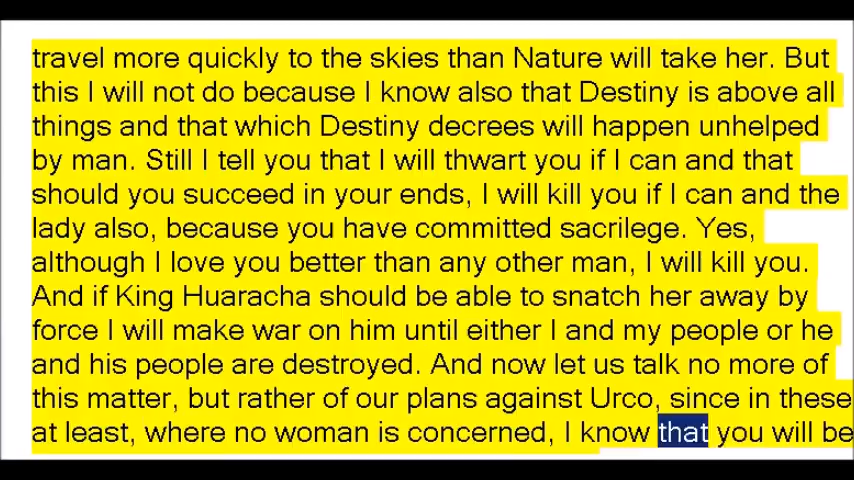 travel more quickly to the skies than Nature will take her. But
this I will not do because I know also that Destiny is above all
things and that which Destiny decrees will happen unhelped
by man. Still I tell you that I will thwart you if I can and that
should you succeed in your ends, I will kill you if I can and the
lady also, because you have committed sacrilege. Yes,
although I love you better than any other man, I will kill you.
And if King Huaracha should be able to snatch her away by
force I will make war on him until either I and my people or he
and his people are destroyed. And now let us talk no more of
this matter, but rather of our plans against Urco, since in these
at least, where no woman is concerned, I know that you will be